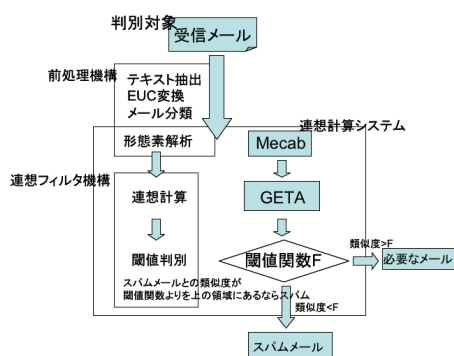 判別対象
受信メール
前処理機構
テキスト抽出
EUC変換
メール分類
形態素解析
連想計算システム
Mecab
連想フィルタ機構
連想計算
GETA
閾値判別
閾値関数F
類似度>F
必要なメール
スパムメールとの類似度が
閾値関数よりを上の領域にあるならスパム
類似度<F
スパムメール